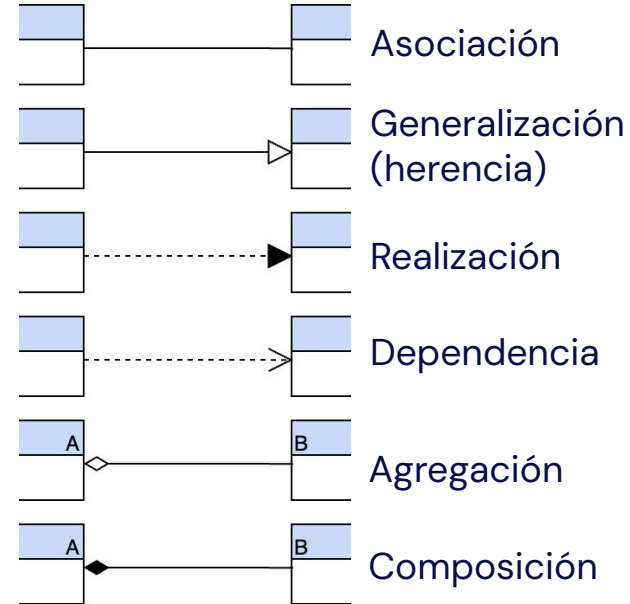 Asociación
Generalización
(herencia)
Realización
Dependencia
A B
Agregación
A B
Composición